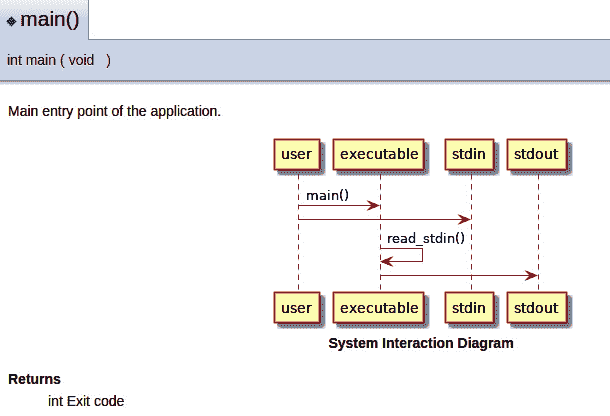 main()
int main ( void )
Main entry point of the application.
user executable stdin stdout
main()
read_stdin()
user executable stdin stdout
System Interaction Diagram
Returns
int Exit code